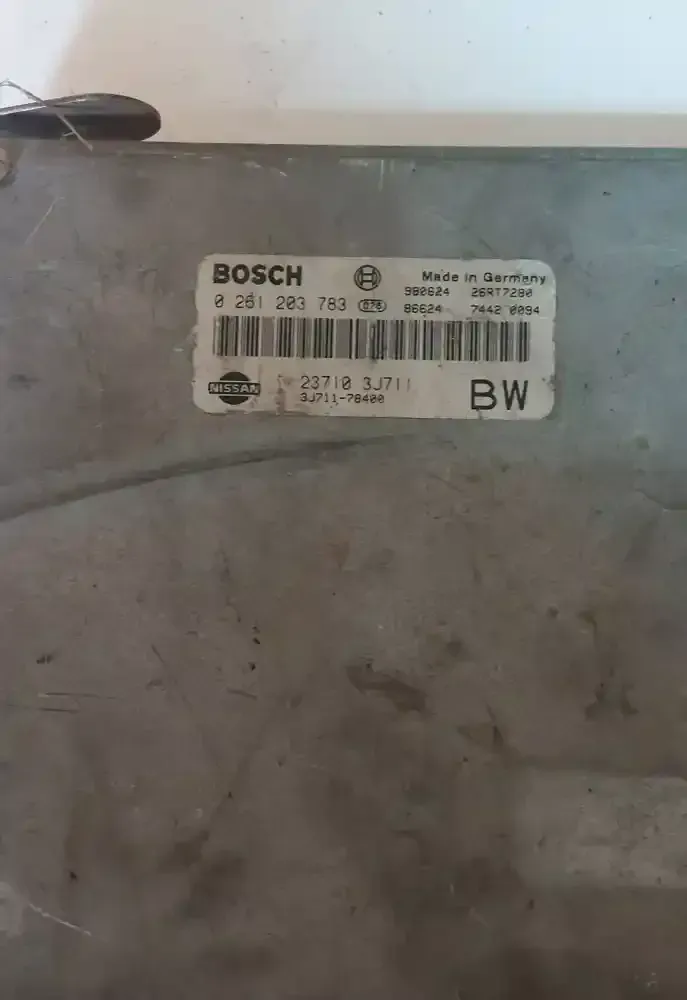 BOSCH
Made in Germany
0 261 203 783 076
980624 26RT7280
86624 7442 0094
NISSAN
23710 3J711
3J711-78400
BW